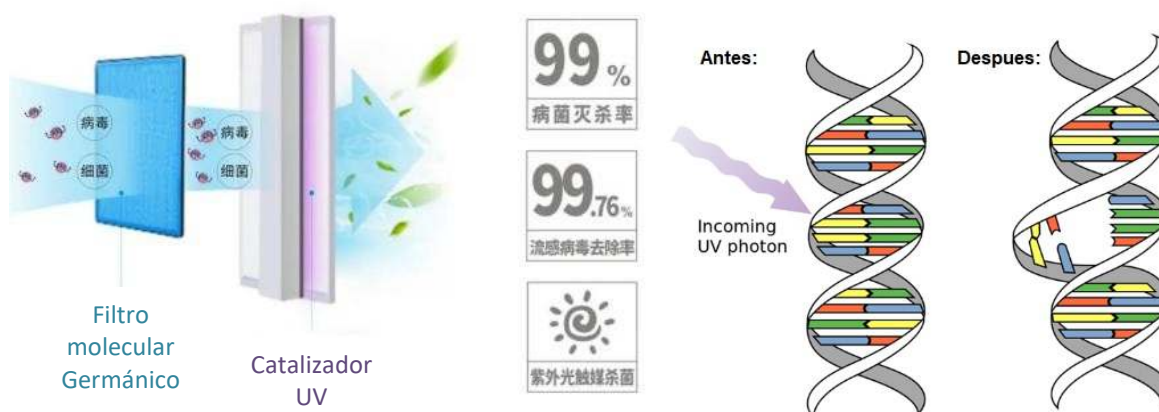 病毒
细菌
病毒
细菌
Filtro
molecular
Germánico
Catalizador
UV
99%
病菌灭杀率
99.76%
流感病毒去除率
紫外光触媒杀菌
Antes:
Incoming
UV photon
Despues: